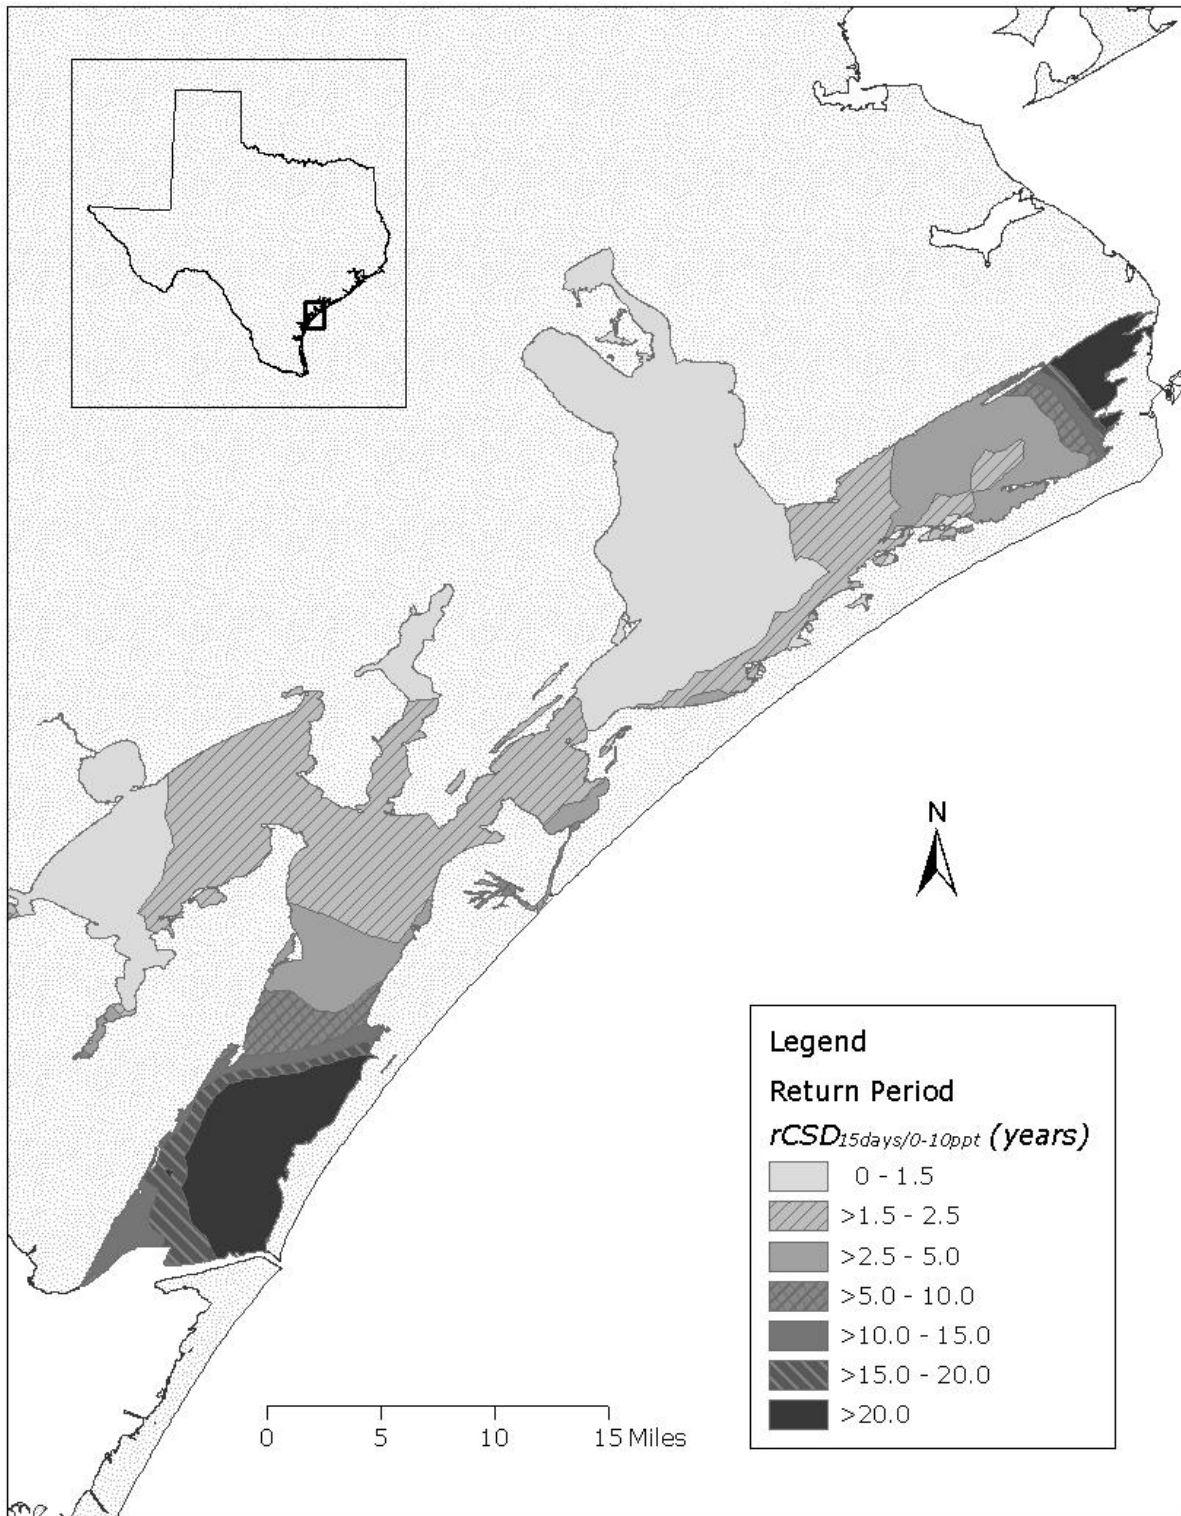 N
Legend
Return Period
rCSD15days/0-10ppt (years)
0 - 1.5
>1.5 - 2.5
>2.5 - 5.0
>5.0 - 10.0
>10.0 - 15.0
>15.0 - 20.0
>20.0
0 5 10 15 Miles